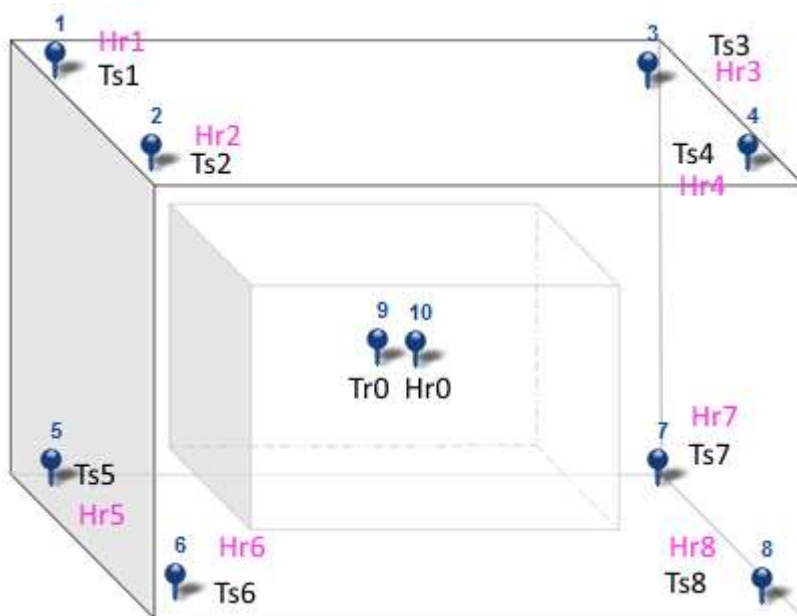 1 Hr1
Ts1
2 Hr2
Ts2
3 Ts3
Hr3
4
Ts4
Hr4
9 10
Tr0 Hr0
5
Ts5
Hr5
6 Hr6
Ts6
7 Hr7
Ts7
Hr8 8
Ts8